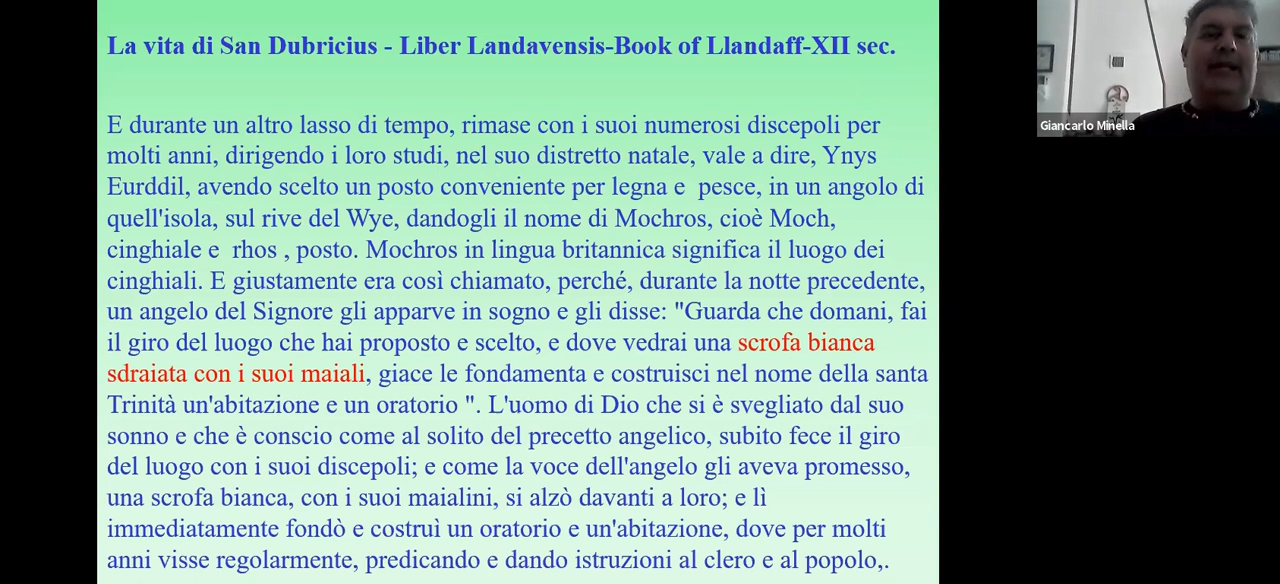 La vita di San Dubricius - Liber Landavensis-Book of Llandaff-XII sec.
E durante un altro lasso di tempo, rimase con i suoi numerosi discepoli per
molti anni, dirigendo i loro studi, nel suo distretto natale, vale a dire, Ynys
Eurddil, avendo scelto un posto conveniente per legna e  pesce, in un angolo di
quell'isola, sul rive del Wye, dandogli il nome di Mochros, cioè Moch,
cinghiale e  rhos , posto. Mochros in lingua britannica significa il luogo dei
cinghiali. E giustamente era così chiamato, perché, durante la notte precedente,
un angelo del Signore gli apparve in sogno e gli disse: "Guarda che domani, fai
il giro del luogo che hai proposto e scelto, e dove vedrai una scrofa bianca
sdraiata con i suoi maiali, giace le fondamenta e costruisci nel nome della santa
Trinità un'abitazione e un oratorio ". L'uomo di Dio che si è svegliato dal suo
sonno e che è conscio come al solito del precetto angelico, subito fece il giro
del luogo con i suoi discepoli; e come la voce dell'angelo gli aveva promesso,
una scrofa bianca, con i suoi maialini, si alzò davanti a loro; e lì
immediatamente fondò e costruì un oratorio e un'abitazione, dove per molti
anni visse regolarmente, predicando e dando istruzioni al clero e al popolo,.
Giancarlo Minella